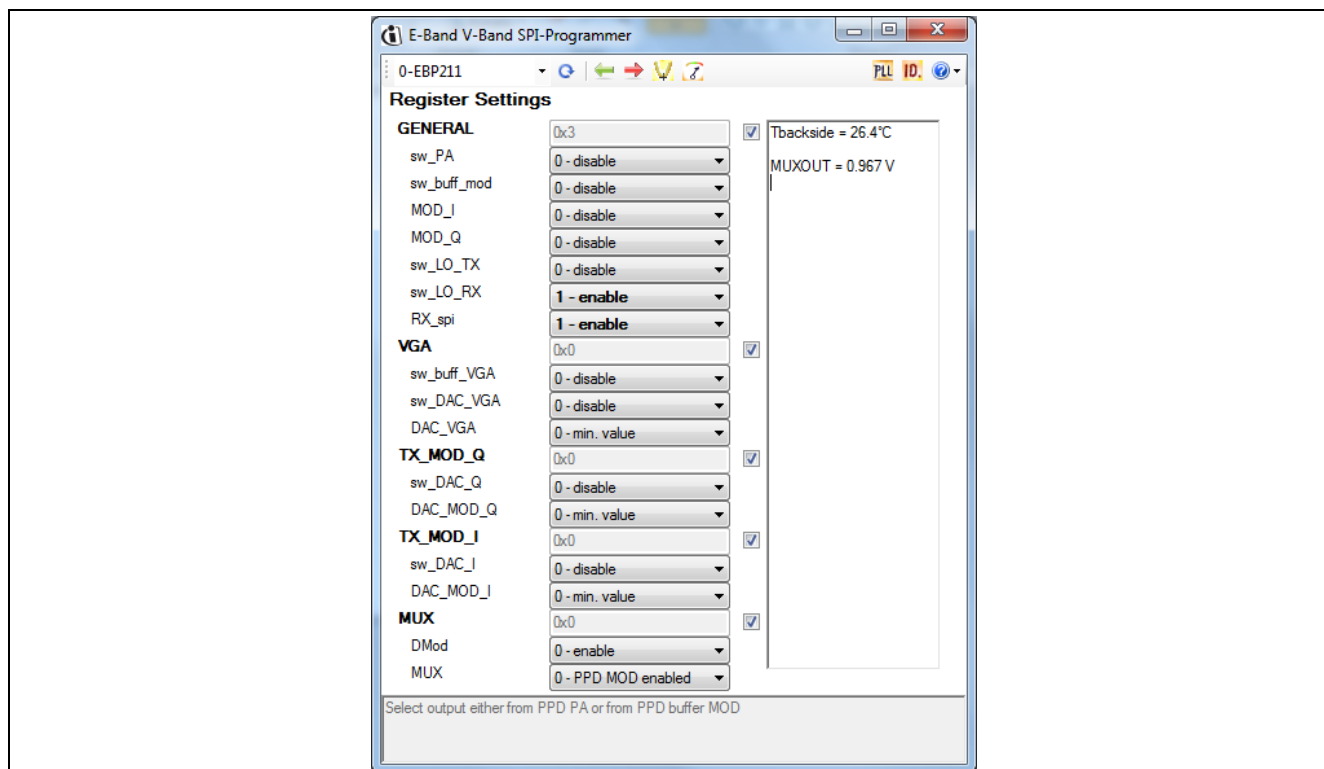 E-Band V-Band SPI-Programmer
0-EBP211
PLL ID.
Register Settings
GENERAL 0x3
sw_PA 0 - disable
sw_buff_mod 0 - disable
MOD_I 0 - disable
MOD_Q 0 - disable
sw_LO_TX 0 - disable
sw_LO_RX 1 - enable
RX_spi 1 - enable
VGA 0x0
sw_buff_VGA 0 - disable
sw_DAC_VGA 0 - disable
DAC_VGA 0 - min. value
TX_MOD_Q 0x0
sw_DAC_Q 0 - disable
DAC_MOD_Q 0 - min. value
TX_MOD_I 0x0
sw_DAC_I 0 - disable
DAC_MOD_I 0 - min. value
MUX 0x0
DMod 0 - enable
MUX 0 - PPD MOD enabled
Tbackside = 26.4°C
MUXOUT = 0.967 V
Select output either from PPD PA or from PPD buffer MOD